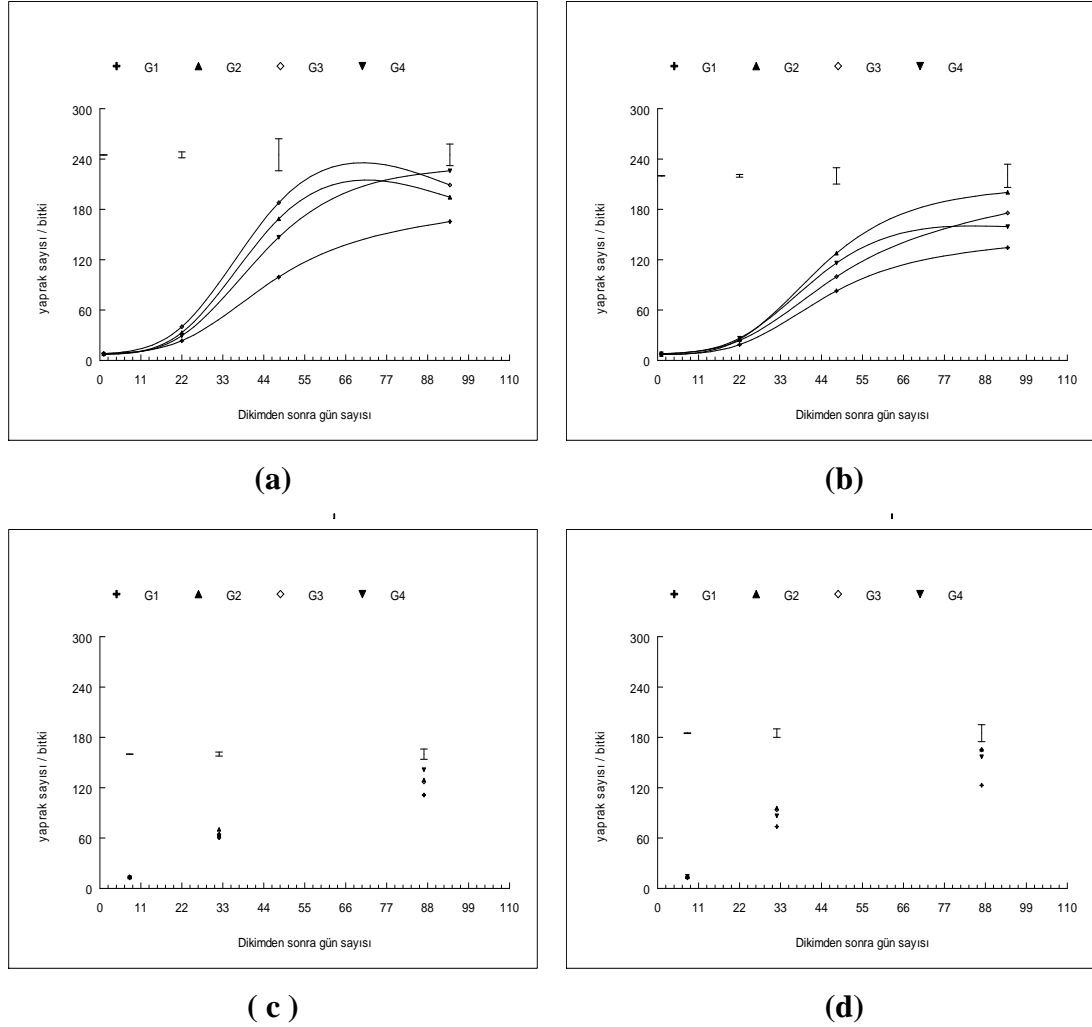 G1 G2 G3 G4
300
240
180
120
60
0
yaprak sayısı / bitki
0 11 22 33 44 55 66 77 88 99 110
Dikimden sonra gün sayısı
(a)
G1 G2 G3 G4
300
240
180
120
60
0
yaprak sayısı / bitki
0 11 22 33 44 55 66 77 88 99 110
Dikimden sonra gün sayısı
(b)
G1 G2 G3 G4
300
240
180
120
60
0
yaprak sayısı / bitki
0 11 22 33 44 55 66 77 88 99 110
Dikimden sonra gün sayısı
( c )
G1 G2 G3 G4
300
240
180
120
60
0
yaprak sayısı / bitki
0 11 22 33 44 55 66 77 88 99 110
Dikimden sonra gün sayısı
(d)